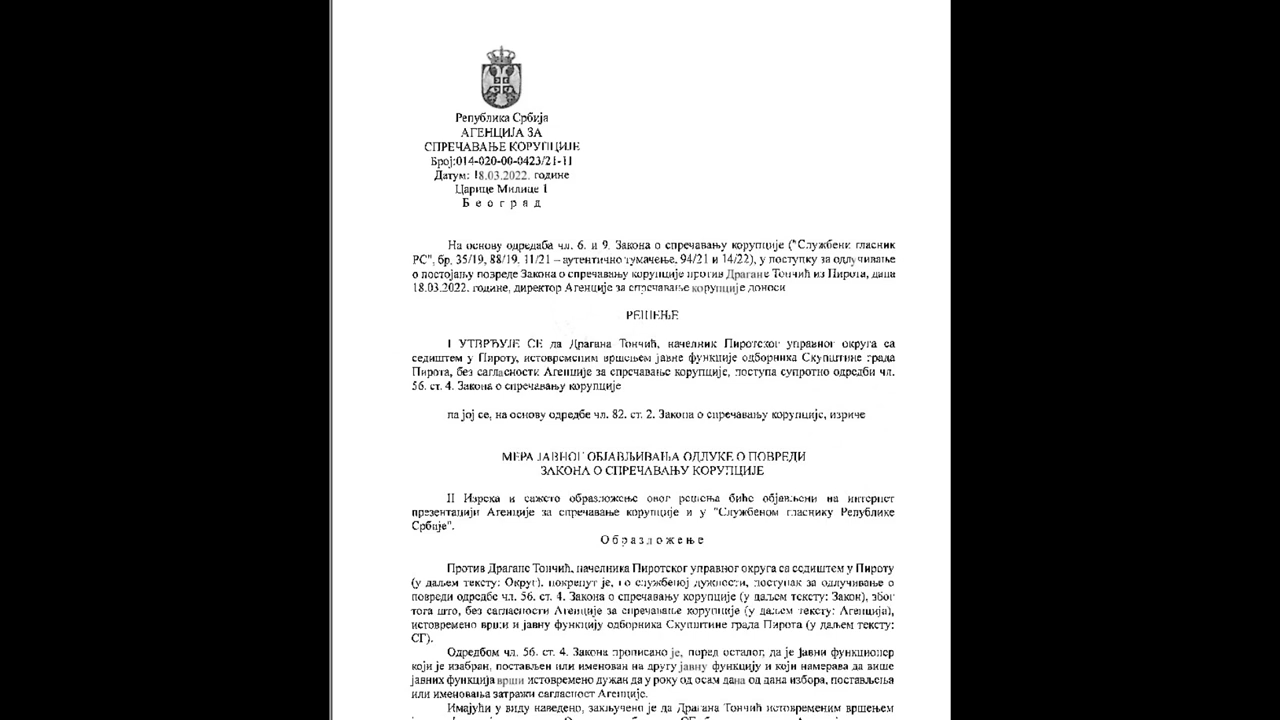 Република Србија
АГЕНЦИЈА ЗА
СПРЕЧАВАЊЕ КОРУПЦИЈЕ
Број:014-020-00-0423/21-11
Датум: 18.03.2022. године
Царице Милице 1
Б е о г р а д
На основу одредаба чл. 6. и 9. Закона о спречавању корупције ("Службени гласник
РС", бр. 35/19, 88/19, 11/21 – аутентично тумачење, 94/21 и 14/22), у поступку за одлучивање
о постојању повреде Закона о спречавању корупције против Драгане Тончић из Пирота, дана
18.03.2022. године, директор Агенције за спречавање корупције доноси
РЕШЕЊЕ
I УТВРЂУЈЕ СЕ да Драгана Тончић, начелник Пиротског управног округа са
седиштем у Пироту, истовременим вршењем јавне функције одборника Скупштине града
Пирота, без сагласности Агенције за спречавање корупције, поступа супротно одредби чл.
56. ст. 4. Закона о спречавању корупције
па јој се, на основу одредбе чл. 82. ст. 2. Закона о спречавању корупције, изриче
МЕРА ЈАВНОГ ОБЈАВЉИВАЊА ОДЛУКЕ О ПОВРЕДИ
ЗАКОНА О СПРЕЧАВАЊУ КОРУПЦИЈЕ
II Изрека и сажето образложење овог решења биће објављени на интернет
презентацији Агенције за спречавање корупције и у "Службеном гласнику Републике
Србије".
О б р а з л о ж е њ е
Против Драгане Тончић, начелника Пиротског управног округа са седиштем у Пироту
(у даљем тексту: Округ), покренут је, по службеној дужности, поступак за одлучивање о
повреди одредбе чл. 56. ст. 4. Закона о спречавању корупције (у даљем тексту: Закон), због
тога што, без сагласности Агенције за спречавање корупције (у даљем тексту: Агенција),
истовремено врши и јавну функцију одборника Скупштине града Пирота (у даљем тексту:
СГ).
Одредбом чл. 56. ст. 4. Закона прописано је, поред осталог, да је јавни функционер
који је изабран, постављен или именован на другу јавну функцију и који намерава да више
јавних функција врши истовремено дужан да у року од осам дана од дана избора, постављења
или именовања затражи сагласност Агенције.
Имајући у виду наведено, закључено је да Драгана Тончић истовременим вршењем